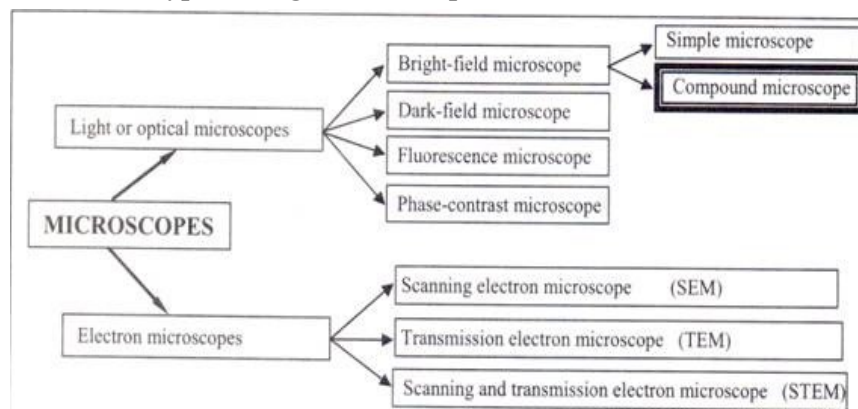 Simple microscope
Bright-field microscope
Compound microscope
Dark-field microscope
Light or optical microscopes
Fluorescence microscope
Phase-contrast microscope
MICROSCOPES
Scanning electron microscope (SEM)
Electron microscopes
Transmission electron microscope (TEM)
Scanning and transmission electron microscope (STEM)